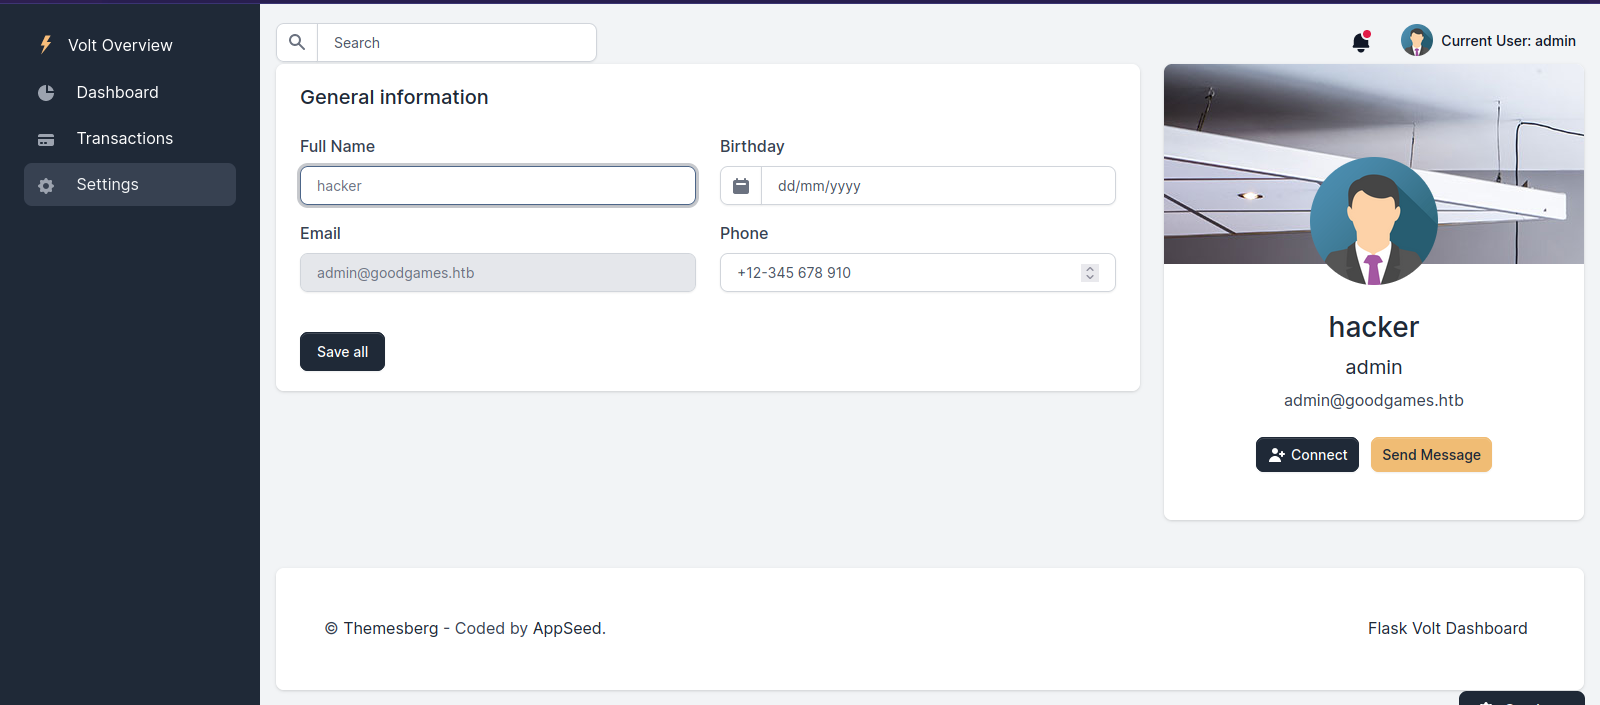 Volt Overview
Dashboard
Transactions
Settings
Search
Current User: admin
General information
Full Name
Birthday
hacker
dd/mm/yyyy
Email
Phone
admin@goodgames.htb
+12-345 678 910
Save all
hacker
admin
admin@goodgames.htb
Connect
Send Message
© Themesberg - Coded by AppSeed.
Flask Volt Dashboard